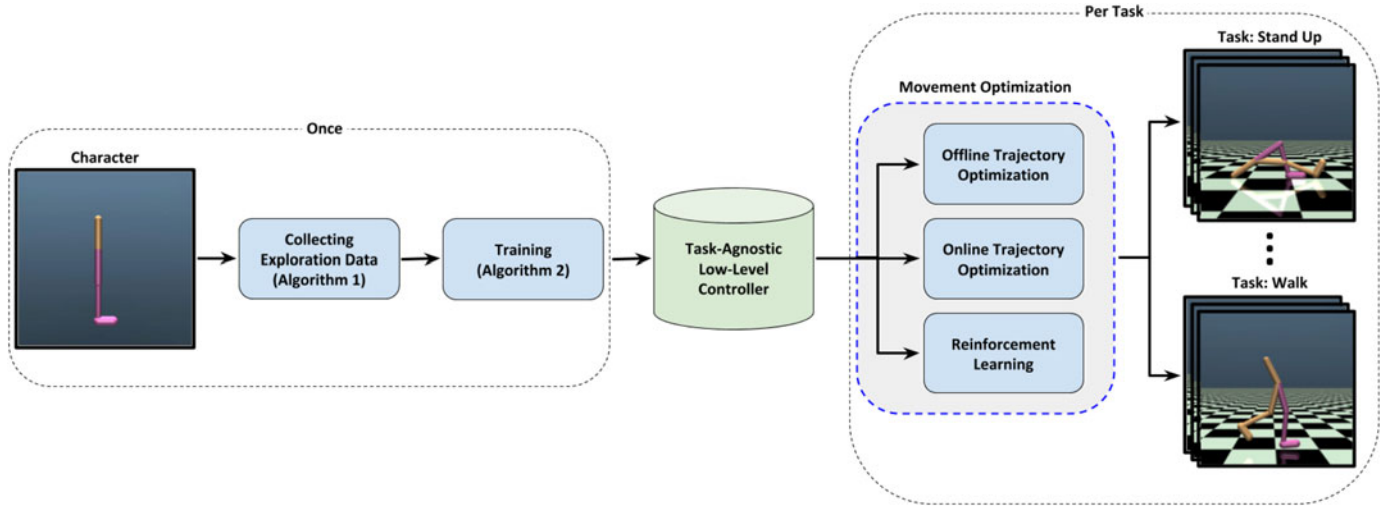 Per Task
Once
Character
Collecting
Exploration Data
(Algorithm 1)
Training
(Algorithm 2)
Task-Agnostic
Low-Level
Controller
Movement Optimization
Offline Trajectory
Optimization
Online Trajectory
Optimization
Reinforcement
Learning
Task: Stand Up
Task: Walk